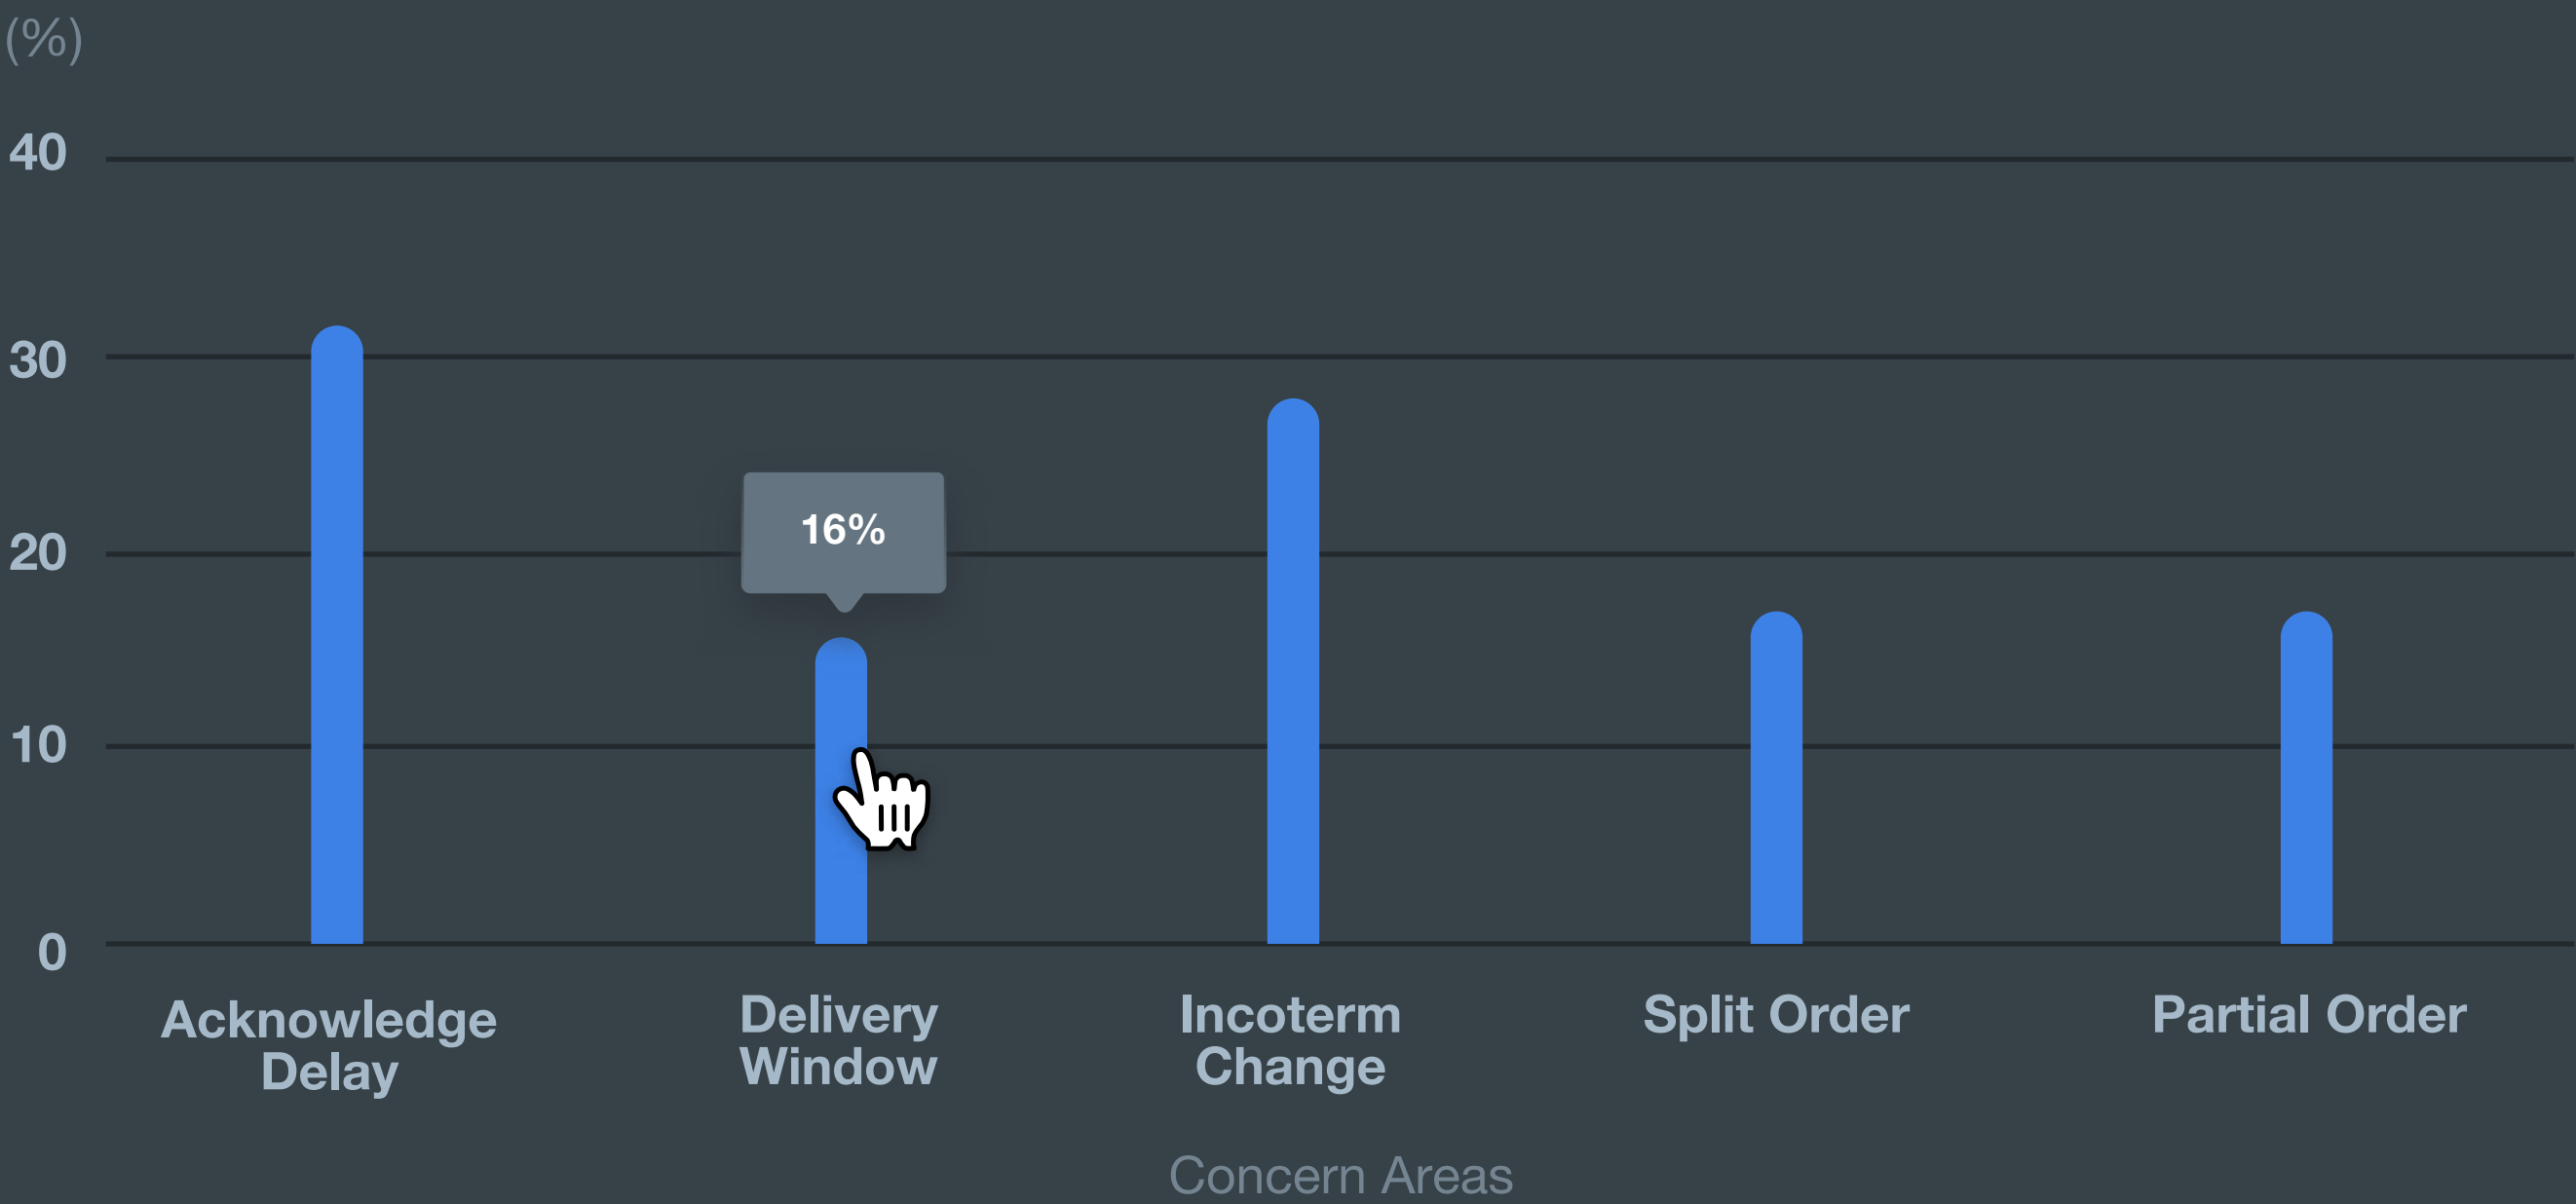 (%)
40
30
20
10
0
16%
Acknowledge
Delay
Delivery
Window
Incoterm
Change
Split Order
Partial Order
Concern Areas